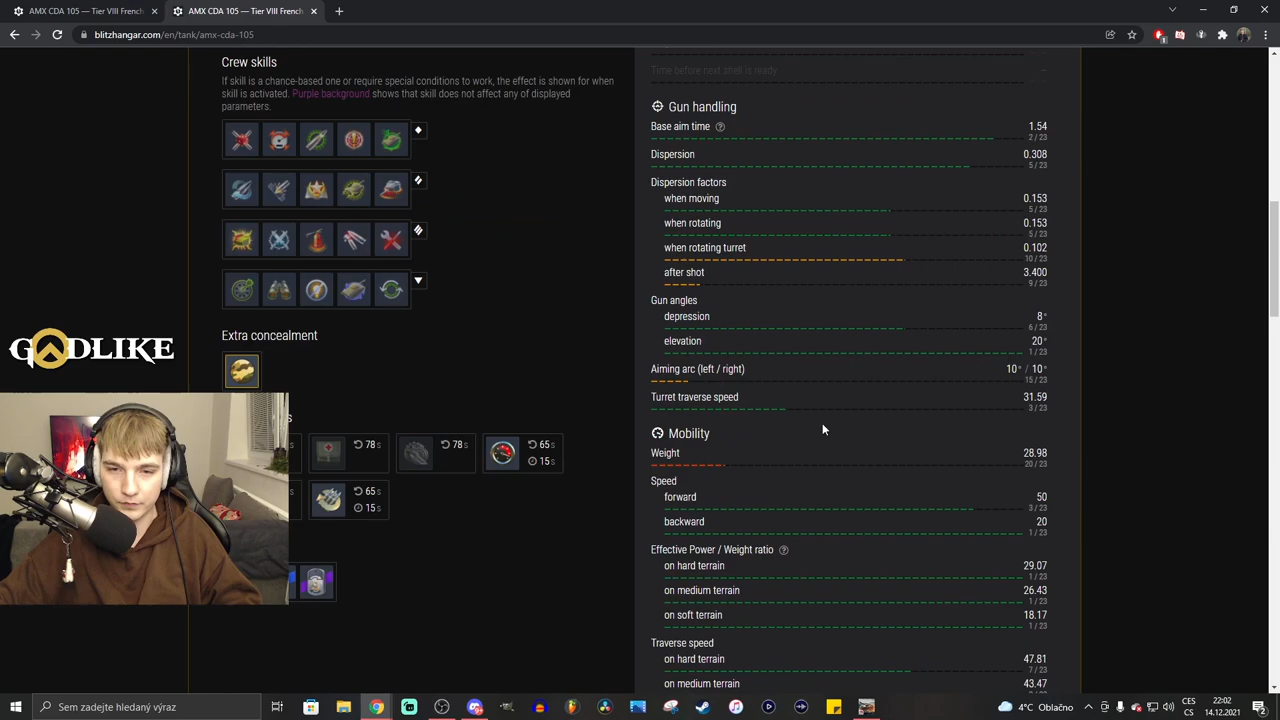 AMX CDA 105 — Tier VIII French
AMX CDA 105 — Tier VIII French
blitzhangar.com/en/tank/amx-cda-105
Crew skills
If skill is a chance-based one or require special conditions to work, the effect is shown for when
skill is activated. Purple background shows that skill does not affect any of displayed
parameters.
Extra concealment
78 s
78 s
65 s
15 s
65 s
15 s
GODLIKE
Time before next shell is ready —
Gun handling
Base aim time 1.54
2 / 23
Dispersion 0.308
5 / 23
Dispersion factors
when moving 0.153
5 / 23
when rotating 0.153
5 / 23
when rotating turret 0.102
10 / 23
after shot 3.400
9 / 23
Gun angles
depression 8°
6 / 23
elevation 20°
1 / 23
Aiming arc (left / right) 10° / 10°
15 / 23
Turret traverse speed 31.59
3 / 23
Mobility
Weight 28.98
20 / 23
Speed
forward 50
3 / 23
backward 20
1 / 23
Effective Power / Weight ratio
on hard terrain 29.07
1 / 23
on medium terrain 26.43
1 / 23
on soft terrain 18.17
1 / 23
Traverse speed
on hard terrain 47.81
7 / 23
on medium terrain 43.47
Sem zadejte hledaný výraz
4°C Oblačno
CES
CS
22:02
14.12.2021